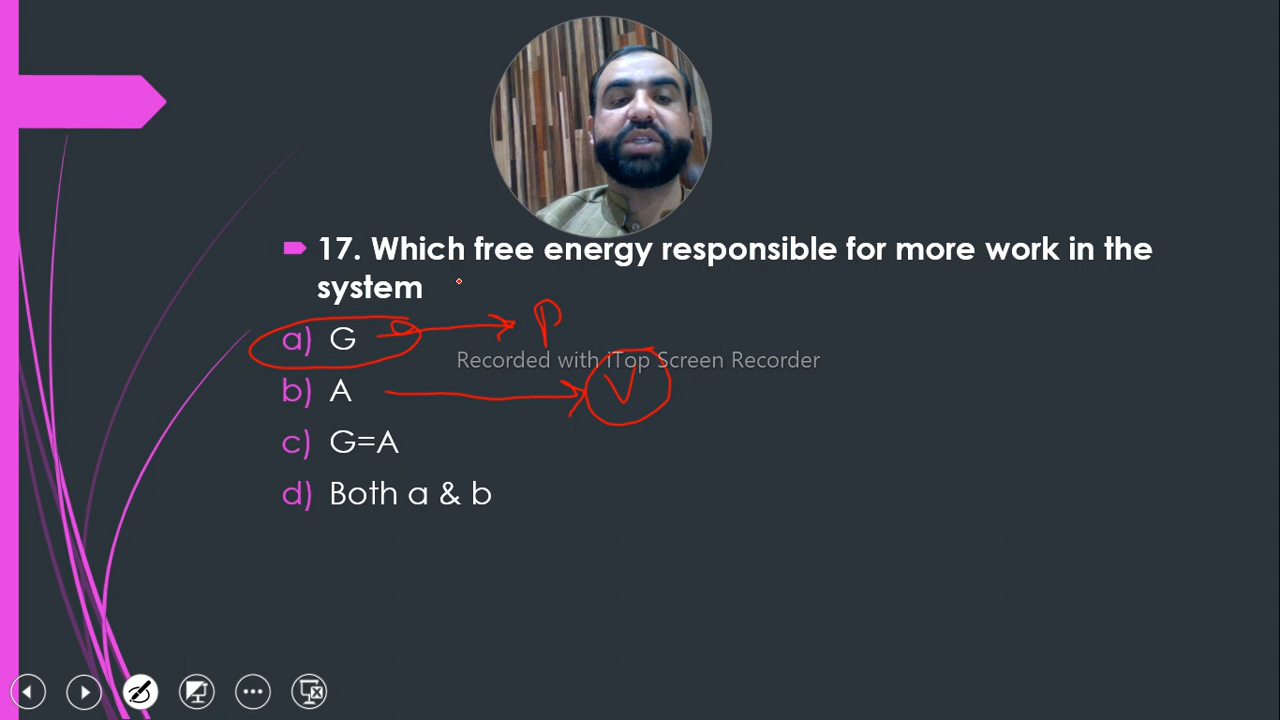 17. Which free energy responsible for more work in the
system
a) G P
Recorded with iTop Screen Recorder
b) A V
c) G=A
d) Both a & b